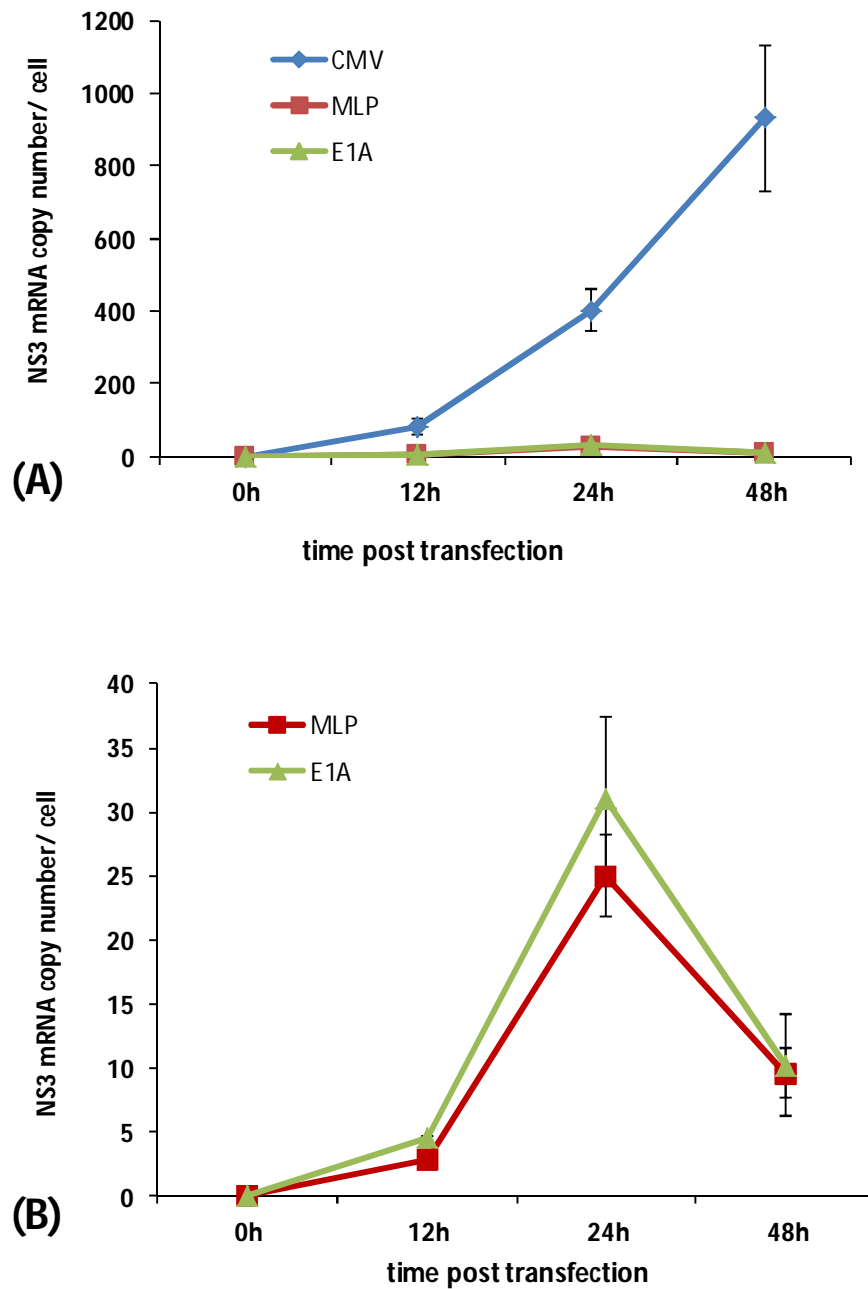 1200
1000
800
600
400
200
0
NS3 mRNA copy number/ cell
CMV
MLP
E1A
0h 12h 24h 48h
time post transfection
(A)
40
35
30
25
20
15
10
5
0
NS3 mRNA copy number/ cell
MLP
E1A
0h 12h 24h 48h
time post transfection
(B)